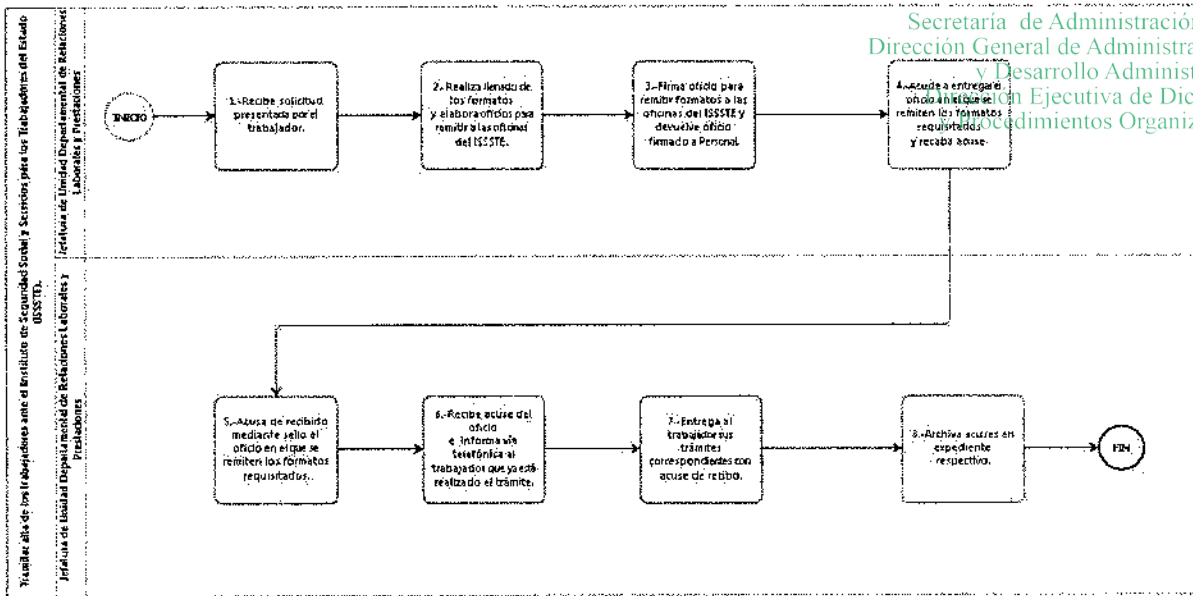 Secretaría de Administración
Dirección General de Administra
y Desarrollo Administ
Dirección Ejecutiva de Dic
y Procedimientos Organiz
Tramitar alta de los trabajadores ante el Instituto de Seguridad Social y Servicios para los Trabajadores del Estado
(ISSSTE).
Jefatura de Unidad Departamental de Relaciones
Laborales y Prestaciones
INICIO
1.-Recibe solicitud
presentada por el
trabajador.
2.-Realiza llenado de
los formatos
y elabora oficios para
remitir a las oficinas
del ISSSTE.
3.-Firma oficio para
remitir formatos a las
oficinas del ISSSTE y
devuelve oficio
firmado a Personal.
4.-Acude a entregar el
oficio en el que se
remiten los formatos
requisitados
y recaba acuse.
Jefatura de Unidad Departamental de Relaciones Laborales y
Prestaciones
5.-Acusa de recibido
mediante sello el
oficio en el que se
remiten los formatos
requisitados.
6.-Recibe acuse del
oficio
e informa vía
telefónica al
trabajador que ya está
realizado el trámite.
7.-Entrega al
trabajador sus
trámites
correspondientes con
acuse de recibo.
8.-Archiva acuses en
expediente
respectivo.
FIN